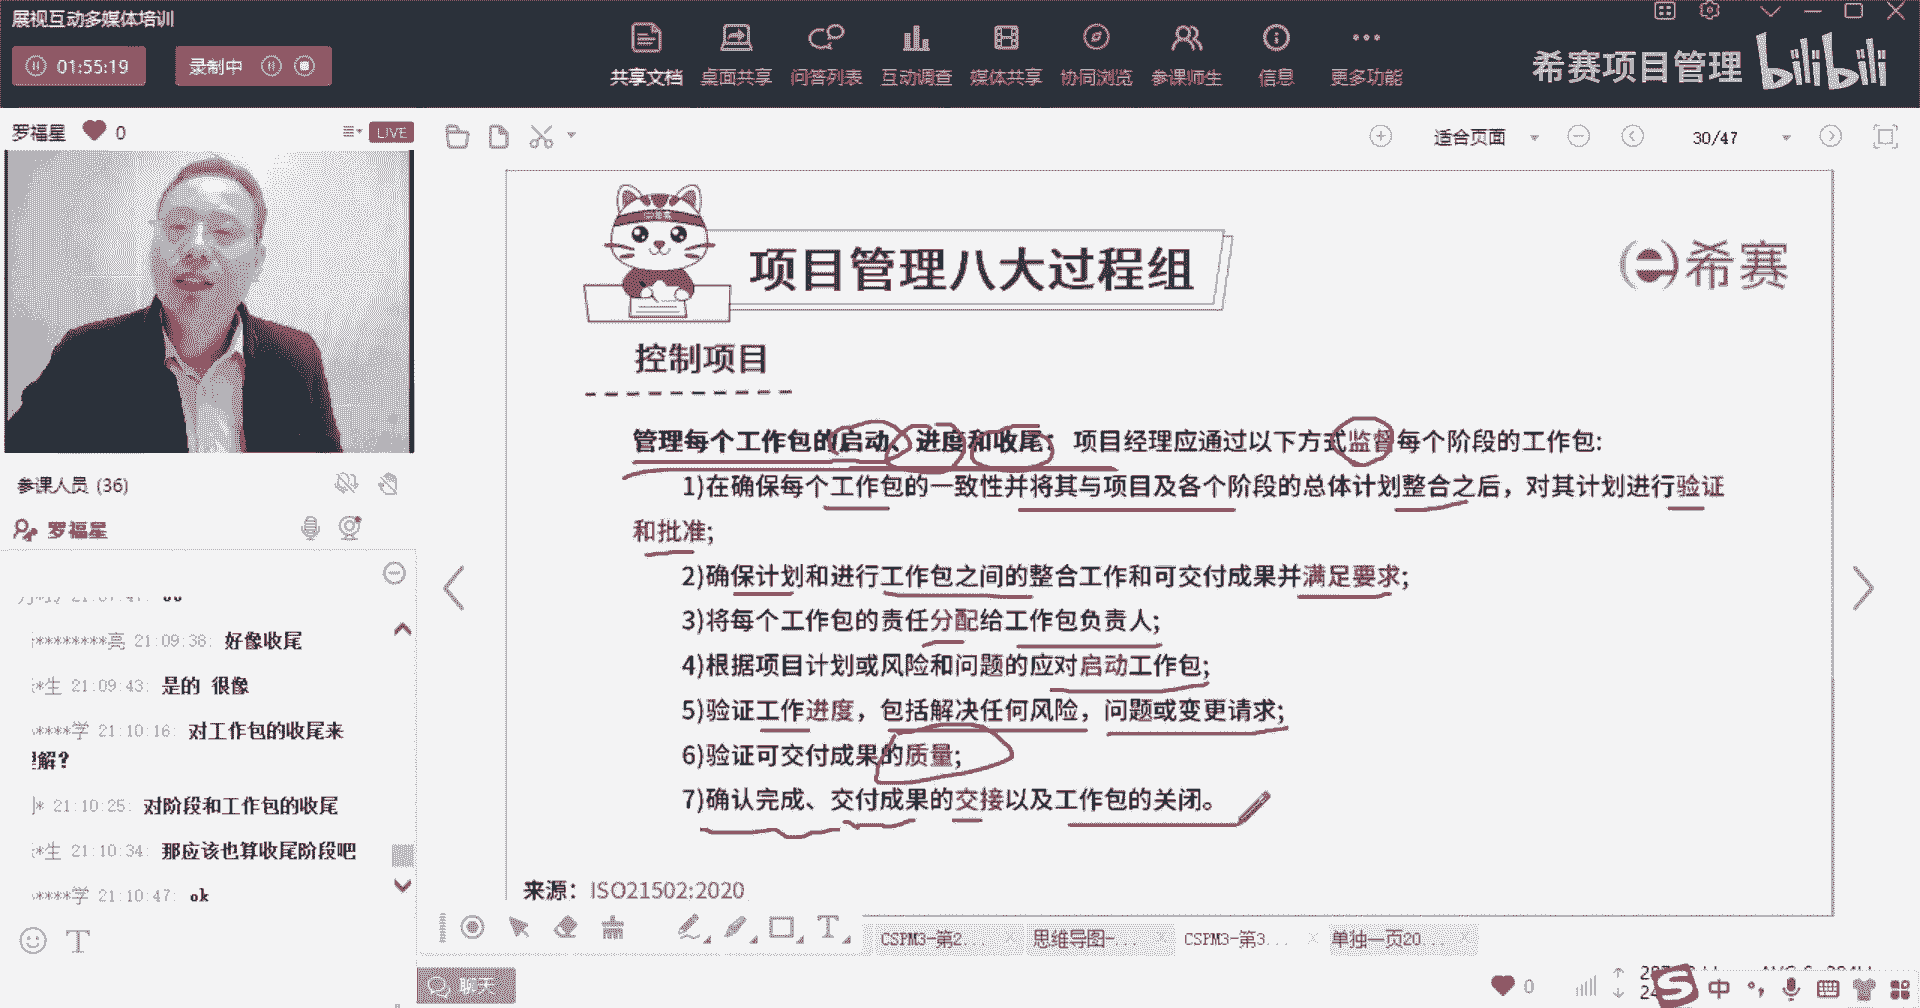 展视互动多媒体培训
01:55:19
录制中
共享文档
桌面共享
问答列表
互动调查
媒体共享
协同浏览
参课师生
信息
更多功能
希赛项目管理
bilibili
罗福星 0
LIVE
适合页面
30/47
项目管理八大过程组
希赛
控制项目
管理每个工作包的启动、进度和收尾：项目经理应通过以下方式监督每个阶段的工作包:
1)在确保每个工作包的一致性并将其与项目及各个阶段的总体计划整合之后，对其计划进行验证
和批准;
2)确保计划和进行工作包之间的整合工作和可交付成果并满足要求;
3)将每个工作包的责任分配给工作包负责人;
4)根据项目计划或风险和问题的应对启动工作包;
5)验证工作进度，包括解决任何风险，问题或变更请求;
6)验证可交付成果的质量;
7)确认完成、交付成果的交接以及工作包的关闭。
来源：ISO21502:2020
参课人员 (36)
罗福星
********亮 21:09:38: 好像收尾
*生 21:09:43: 是的 很像
****学 21:10:16: 对工作包的收尾来
解?
* 21:10:25: 对阶段和工作包的收尾
*生 21:10:34: 那应该也算收尾阶段吧
****学 21:10:47: ok
T
T
CSPM3-第2...
思维导图-...
CSPM3-第3...
单独一页20...
聊天
0
中